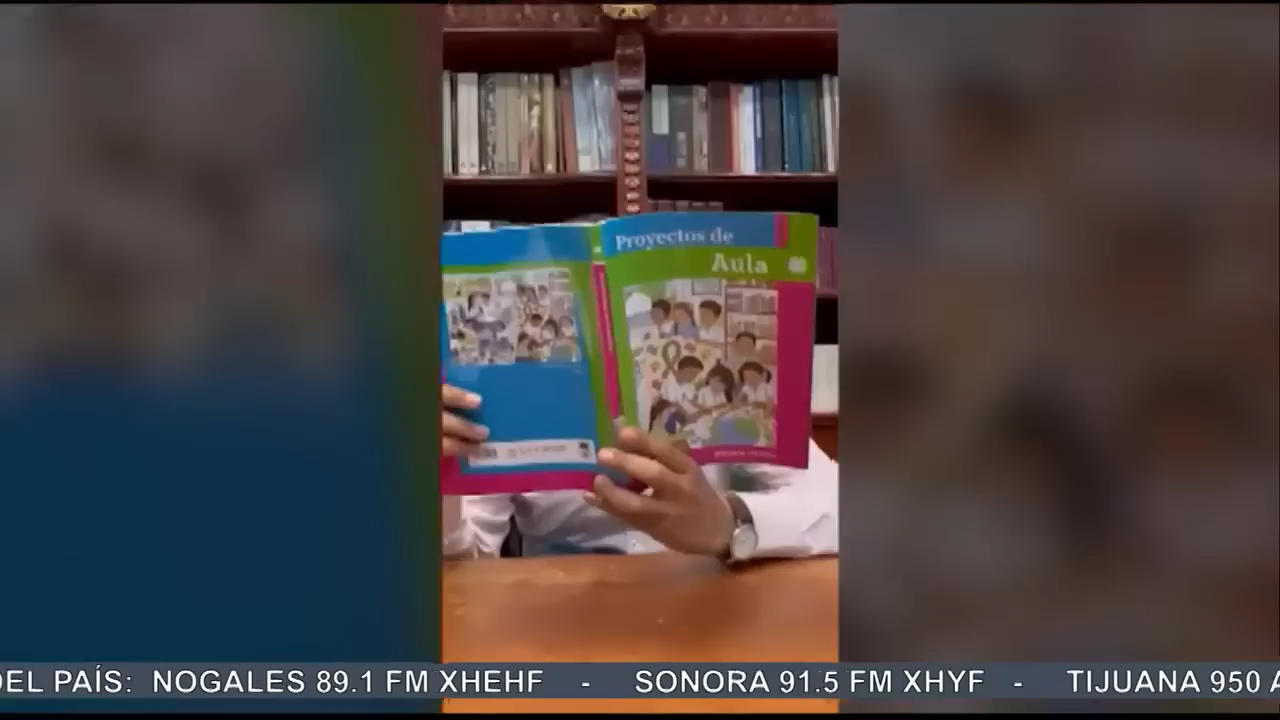 Proyectos de
Aula
DEL PAÍS: NOGALES 89.1 FM XHEHF - SONORA 91.5 FM XHYF - TIJUANA 950 A